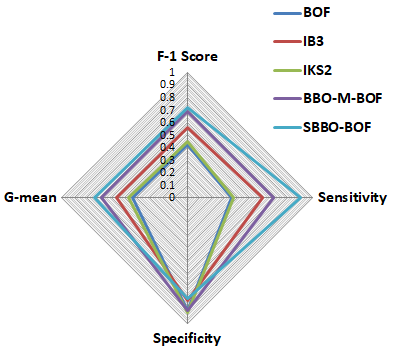 BOF
IB3
IKS2
BBO-M-BOF
SBBO-BOF
F-1 Score
1
0.9
0.8
0.7
0.6
0.5
0.4
0.3
0.2
0.1
0
G-mean
Sensitivity
Specificity